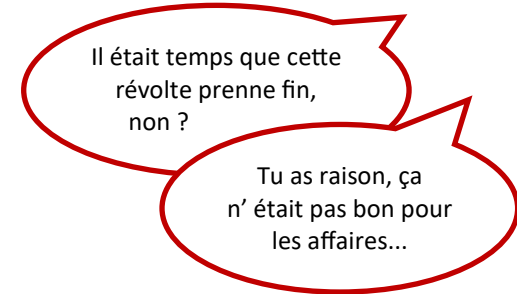 Il était temps que cette
révolte prenne fin,
non ?
Tu as raison, ça
n' était pas bon pour
les affaires...